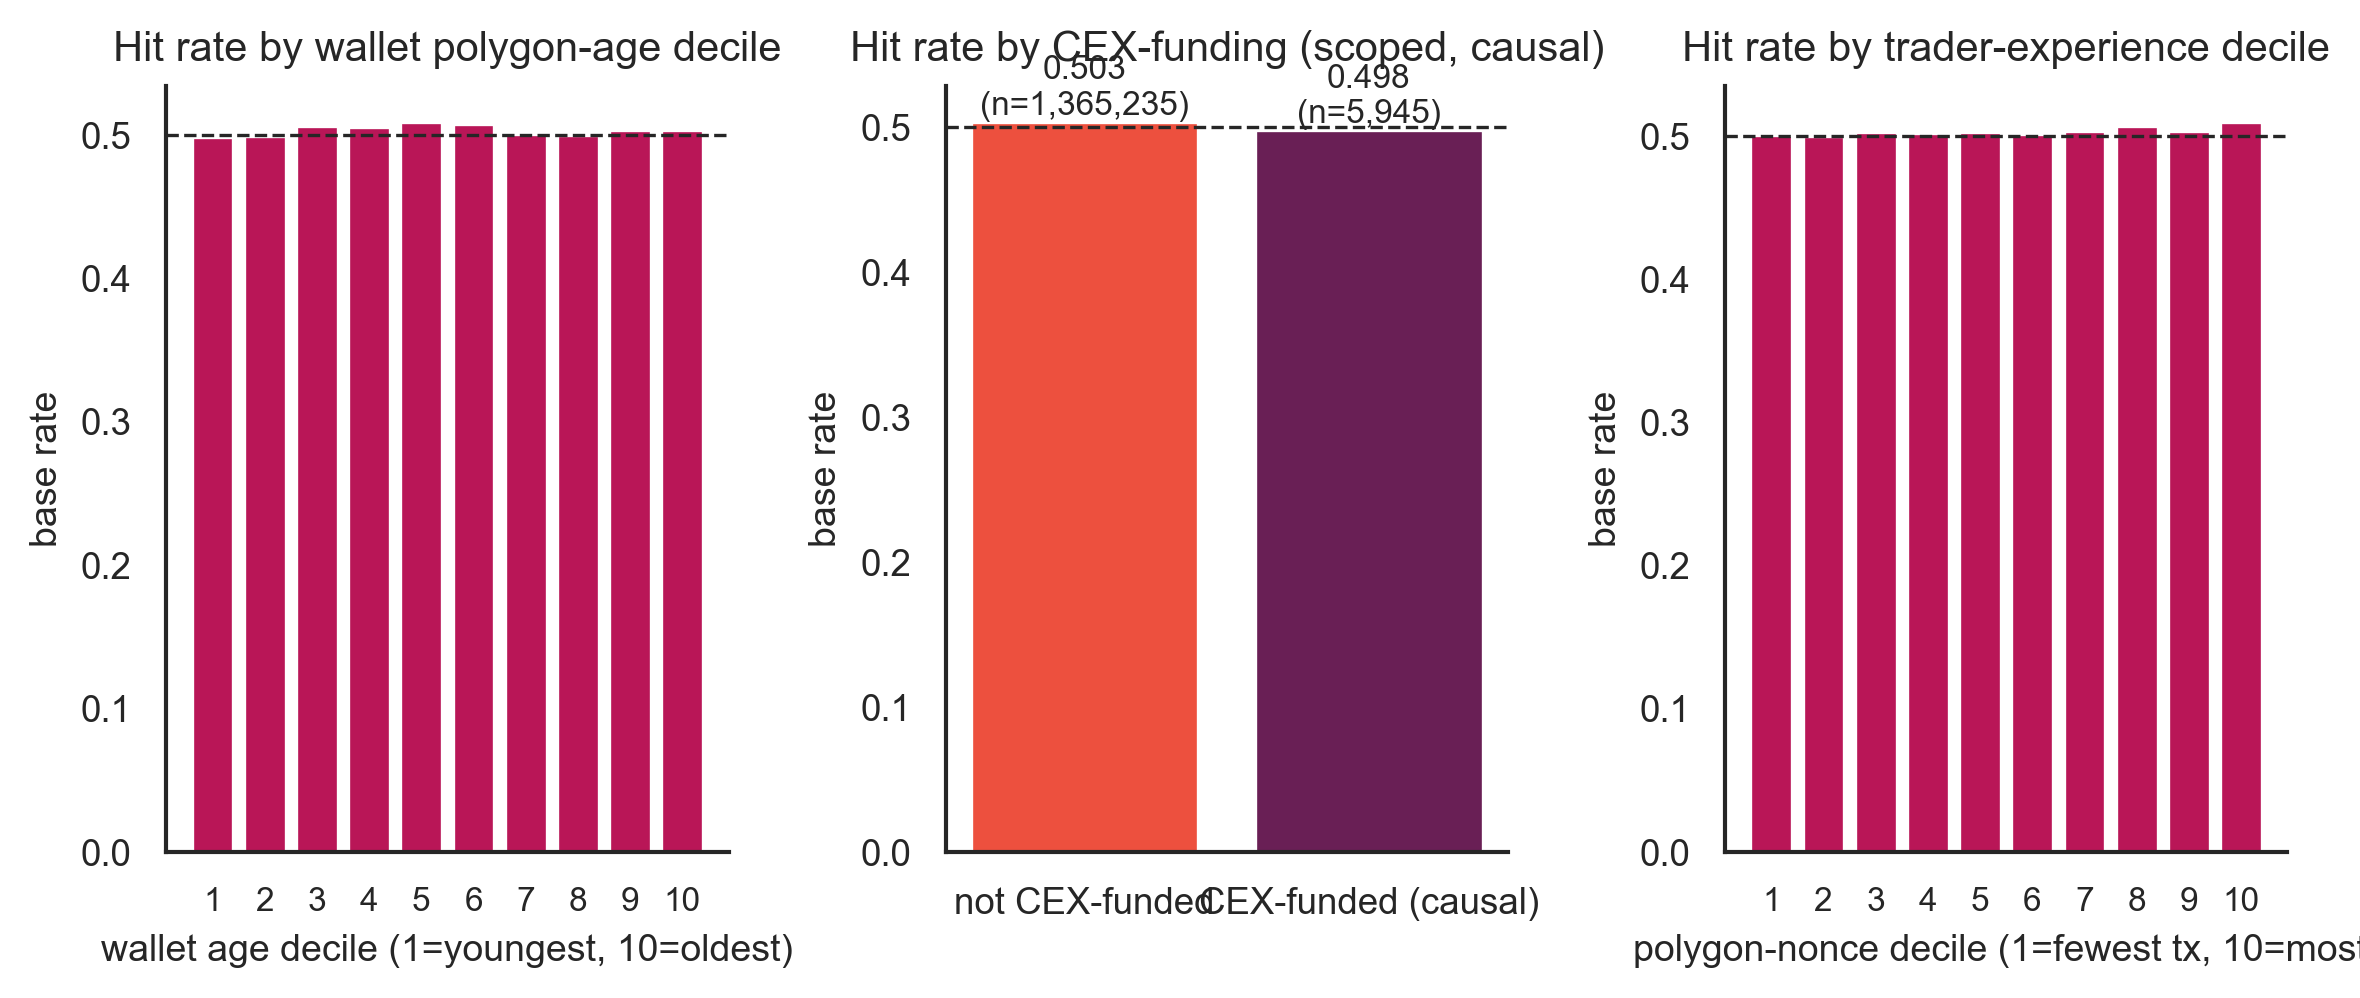 Hit rate by wallet polygon-age decile
base rate
0.5
0.4
0.3
0.2
0.1
0.0
1 2 3 4 5 6 7 8 9 10
wallet age decile (1=youngest, 10=oldest)
Hit rate by CEX-funding (scoped, causal)
0.503
(n=1,365,235)
0.498
(n=5,945)
base rate
0.5
0.4
0.3
0.2
0.1
0.0
not CEX-funded
CEX-funded (causal)
Hit rate by trader-experience decile
base rate
0.5
0.4
0.3
0.2
0.1
0.0
1 2 3 4 5 6 7 8 9 10
polygon-nonce decile (1=fewest tx, 10=most